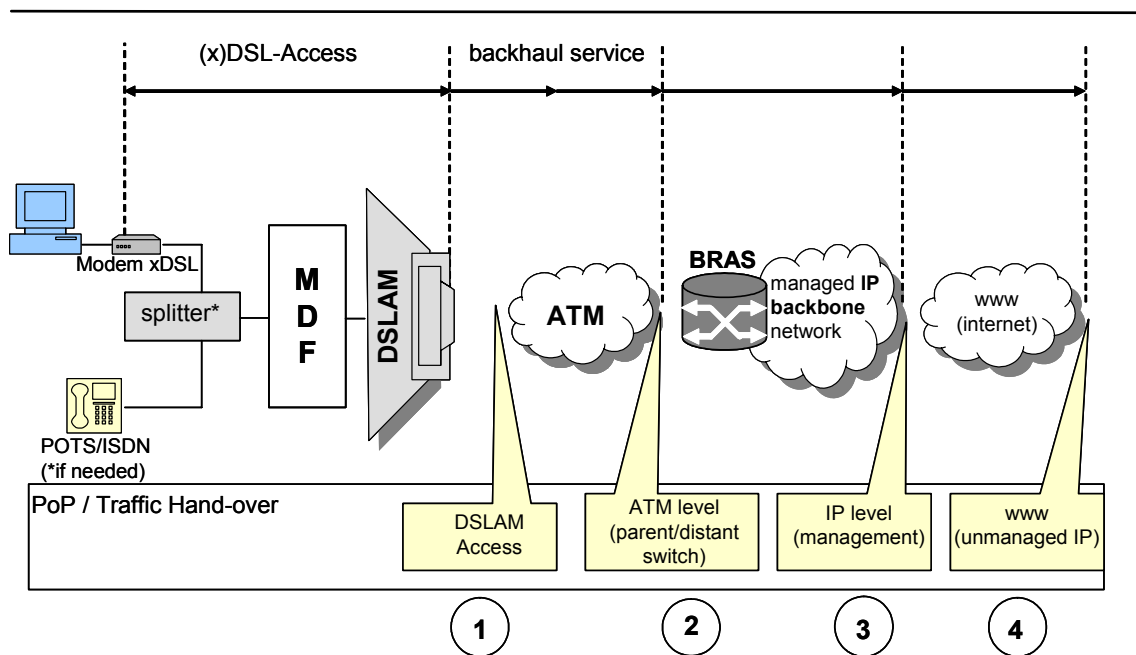 (x)DSL-Access
backhaul service
Modem xDSL
splitter*
POTS/ISDN
(*if needed)
M
D
F
DSLAM
ATM
BRAS
managed IP
backbone
network
www
(internet)
PoP / Traffic Hand-over
DSLAM
Access
ATM level
(parent/distant
switch)
IP level
(management)
www
(unmanaged IP)
1
2
3
4